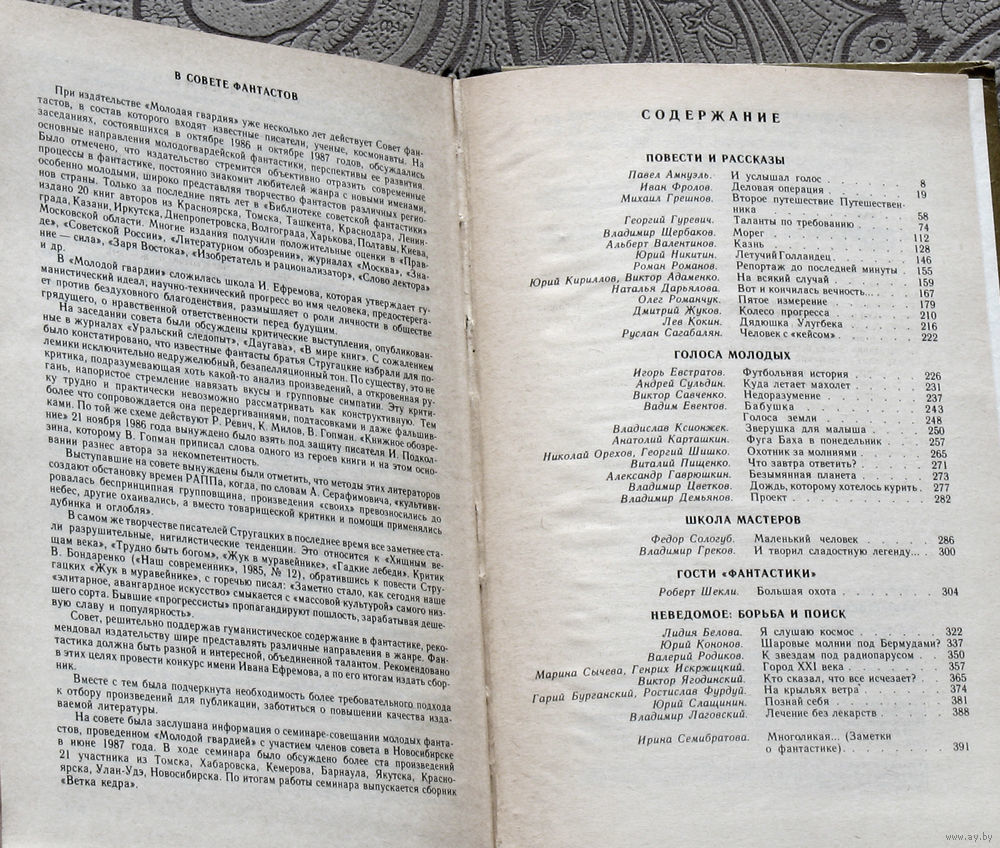 В СОВЕТЕ ФАНТАСТОВ
При издательстве «Молодая гвардия» уже несколько лет действует Совет фан-
тастов, в состав которого входят известные писатели, ученые, космонавты. На
заседаниях, состоявшихся в октябре 1986 и октябре 1987 годов, обсуждались
основные направления молодогвардейской фантастики, перспективы ее развития.
Было отмечено, что издательство стремится объективно отразить современные
процессы в фантастике, постоянно знакомит любителей жанра с новыми именами,
особенно молодыми, широко представляя творчество фантастов различных регио-
нов страны. Только за последние пять лет в «Библиотеке советской фантастики»
издано 20 книг авторов из Красноярска, Томска, Ташкента, Краснодара, Ленин-
града, Казани, Иркутска, Днепропетровска, Волгограда, Харькова, Полтавы, Киева,
Московской области. Многие издания получили положительные оценки в «Прав-
де», «Советской России», «Литературном обозрении», журналах «Москва», «Зна-
ние — сила», «Заря Востока», «Изобретатель и рационализатор», «Слово лектора»
и др.
В «Молодой гвардии» сложилась школа И. Ефремова, которая утверждает гу-
манистический идеал, научно-технический прогресс во имя человека, предостерега-
ет против бездуховного благоденствия, размышляет о роли личности в обществе
грядущего, о нравственной ответственности перед будущим.
На заседании совета были обсуждены критические выступления, опубликован-
ные в журналах «Уральский следопыт», «Даугава», «В мире книг». С сожалением
было констатировано, что известные фантасты братья Стругацкие избрали для по-
лемики исключительно недружелюбный, безапелляционный тон. По существу, это не
критика, подразумевающая хоть какой-то анализ произведений, а откровенная ру-
гань, напористое стремление навязать вкусы и групповые симпатии. Эту крити-
ку трудно и практически невозможно рассматривать как конструктивную. Тем
более что сопровождается она передергиваниями, подтасовками и даже фальшив-
ками. По той же схеме действуют Р. Ревич, К. Милов, В. Гопман. «Книжное обозре-
ние» 21 ноября 1986 года вынуждено было взять под защиту писателя И. Подкол-
зина, которому В. Гопман приписал слова одного из героев книги и на этом осно-
вании разнес автора за некомпетентность.
Выступавшие на совете вынуждены были отметить, что методы этих литераторов
создают обстановку времен РАППа, когда, по словам А. Серафимовича, «культиви-
ровалась беспринципная групповщина, произведения «своих» превозносились до
небес, другие охаивались, а вместо товарищеской критики и помощи применялись
дубинка и оглобля».
В самом же творчестве писателей Стругацких в последнее время все заметнее ста-
ли разрушительные, нигилистические тенденции. Это относится к «Хищным ве-
щам века», «Трудно быть богом», «Жук в муравейнике», «Гадкие лебеди». Критик
В. Бондаренко («Наш современник», 1985, № 12), обратившись к повести Стру-
гацких «Жук в муравейнике», с горечью писал: «Заметно стало, как сегодня наше
«элитарное, авангардное искусство» смыкается с «массовой культурой» самого низ-
шего сорта. Бывшие «прогрессисты» пропагандируют пошлость, зарабатывая деше-
вую славу и популярность».
Совет, решительно поддержав гуманистическое содержание в фантастике, реко-
мендовал издательству шире представлять различные направления в жанре. Фан-
тастика должна быть разной и интересной, объединенной талантом. Рекомендовано
в этих целях провести конкурс имени Ивана Ефремова, а по его итогам издать сбор-
ник.
Вместе с тем была подчеркнута необходимость более требовательного подхода
к отбору произведений для публикации, заботиться о повышении качества изда-
ваемой литературы.
На совете была заслушана информация о семинаре-совещании молодых фанта-
стов, проведенном «Молодой гвардией» с участием членов совета в Новосибирске
в июне 1987 года. В ходе семинара было обсуждено более ста произведений
21 участника из Томска, Хабаровска, Кемерова, Барнаула, Якутска, Красно-
ярска, Улан-Удэ, Новосибирска. По итогам работы семинара выпускается сборник
«Ветка кедра».
СОДЕРЖАНИЕ
ПОВЕСТИ И РАССКАЗЫ
Павел Амнуэль. И услышал голос . . . . . . . 8
Иван Фролов. Деловая операция . . . . . . . 19
Михаил Грешнов. Второе путешествие Путешествен-
ника . . . . . . . 58
Георгий Гуревич. Таланты по требованию . . . . . 74
Владимир Щербаков. Морег . . . . . . . 112
Альберт Валентинов. Казнь . . . . . . . 128
Юрий Никитин. Летучий Голландец . . . . . 146
Роман Романов. Репортаж до последней минуты . 155
Юрий Кириллов, Виктор Адаменко. На всякий случай . . . . . 159
Наталья Дарьялова. Вот и кончилась вечность... . . . 167
Олег Романчук. Пятое измерение . . . . . 179
Дмитрий Жуков. Колесо прогресса . . . . . 210
Лев Кокин. Дядюшка Улугбека . . . . . 216
Руслан Сагабалян. Человек с «кейсом» . . . . . 222
ГОЛОСА МОЛОДЫХ
Игорь Евстратов. Футбольная история . . . . . 226
Андрей Сульдин. Куда летает махолет . . . . . 231
Виктор Савченко. Недоразумение . . . . . 237
Вадим Евентов. Бабушка . . . . . 243
Голоса земли . . . . . 248
Владислав Ксионжек. Зверушка для малыша . . . . . 250
Анатолий Карташкин. Фуга Баха в понедельник . . . . 257
Николай Орехов, Георгий Шишко. Охотник за молниями . . . . . 265
Виталий Пищенко. Что завтра ответить? . . . . . 271
Александр Гаврюшкин. Безымянная планета . . . . . 273
Владимир Цветков. Дождь, которому хотелось курить . 277
Владимир Демьянов. Проект . . . . . 282
ШКОЛА МАСТЕРОВ
Федор Сологуб. Маленький человек . . . . . 286
Владимир Греков. И творил сладостную легенду... . 300
ГОСТИ «ФАНТАСТИКИ»
Роберт Шекли. Большая охота . . . . . 304
НЕВЕДОМОЕ: БОРЬБА И ПОИСК
Лидия Белова. Я слушаю космос . . . . . 322
Юрий Кононов. Шаровые молнии под Бермудами? 337
Валерий Родиков. К звездам под радиопарусом . . . 350
Марина Сычева, Генрих Искржицкий. Город XXI века . . . . . 357
Виктор Ягодинский. Кто сказал, что все исчезает? . . 365
Гарий Бурганский, Ростислав Фурдуй. На крыльях ветра . . . . . 374
Юрий Слащинин. Познай себя . . . . . 381
Владимир Лаговский. Лечение без лекарств . . . . . 388
Ирина Семибратова. Многоликая... (Заметки
о фантастике). . . . . . 391
www.ay.by